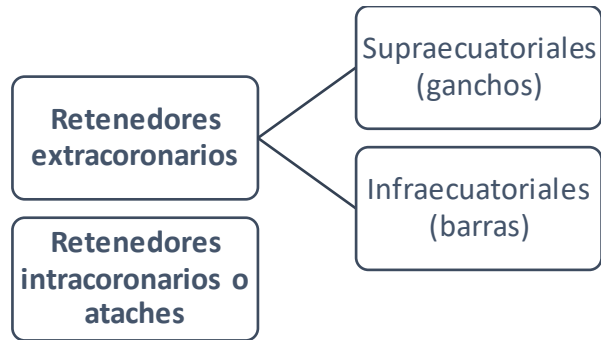 Retenedores
extracoronarios
Supraecuatoriales
(ganchos)
Infraecuatoriales
(barras)
Retenedores
intracoronarios o
ataches